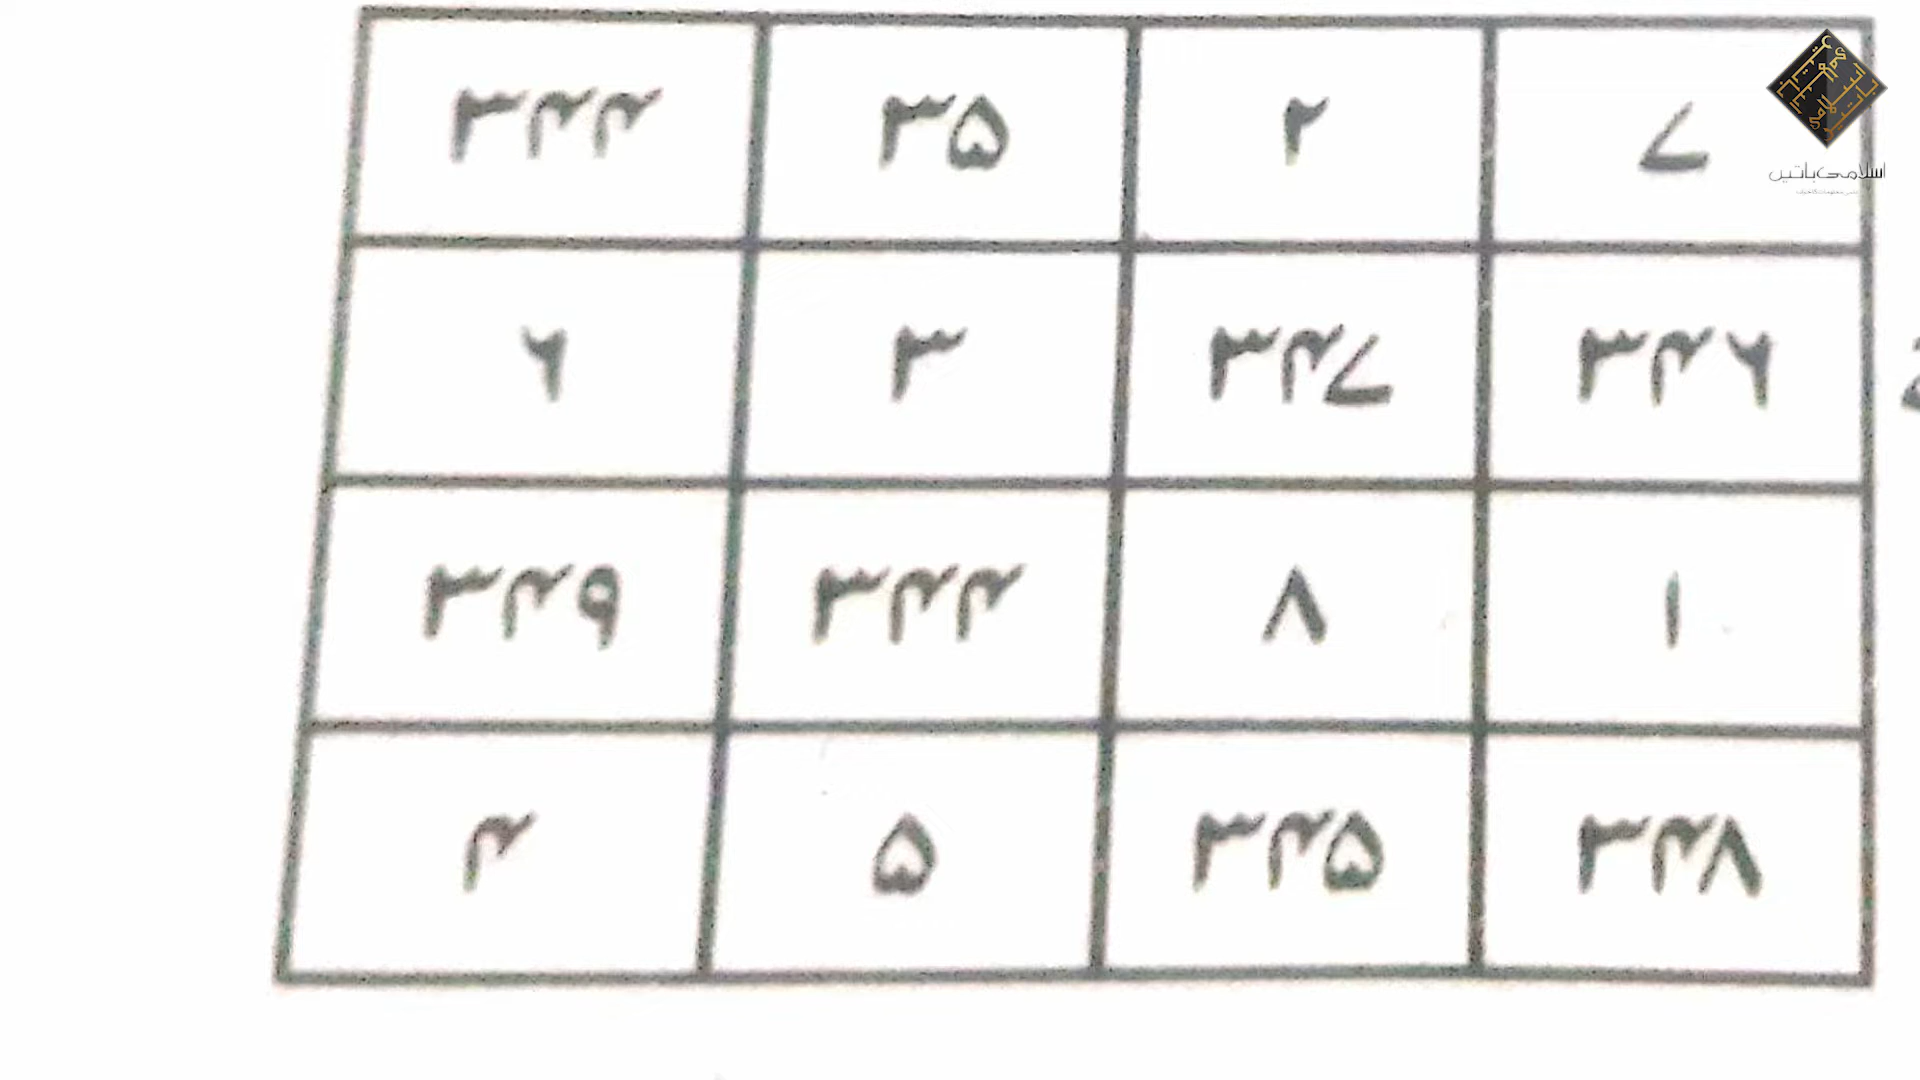 ۳۴۴ ۳۵ ۲ ۷
۶ ۳ ۳۴۷ ۳۴۶
۳۴۹ ۳۴۴ ۸ ۱
۴ ۵ ۳۴۵ ۳۴۸
اسلامی باتیں